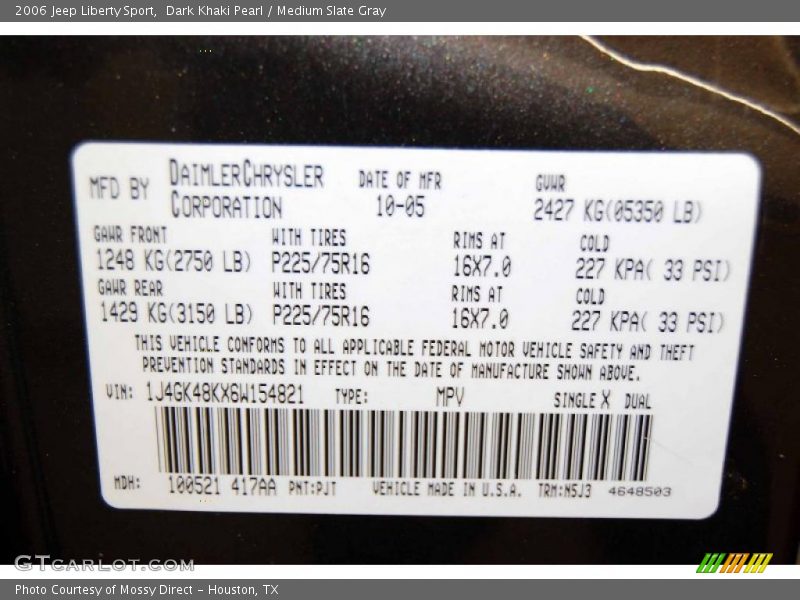 2006 Jeep Liberty Sport,  Dark Khaki Pearl / Medium Slate Gray
MFD BY DAIMLERCHRYSLER CORPORATION DATE OF MFR 10-05 GVWR 2427 KG(05350 LB)
GAWR FRONT WITH TIRES RIMS AT COLD
1248 KG(2750 LB) P225/75R16 16X7.0 227 KPA( 33 PSI)
GAWR REAR WITH TIRES RIMS AT COLD
1429 KG(3150 LB) P225/75R16 16X7.0 227 KPA( 33 PSI)
THIS VEHICLE CONFORMS TO ALL APPLICABLE FEDERAL MOTOR VEHICLE SAFETY AND THEFT
PREVENTION STANDARDS IN EFFECT ON THE DATE OF MANUFACTURE SHOWN ABOVE.
VIN: 1J4GK48KX6W154821 TYPE: MPV SINGLE X DUAL
MDH: 100521 417AA PNT:PJT VEHICLE MADE IN U.S.A. TRM:N5J3 4648503
GTCARLOT.COM
Photo Courtesy of Mossy Direct – Houston, TX